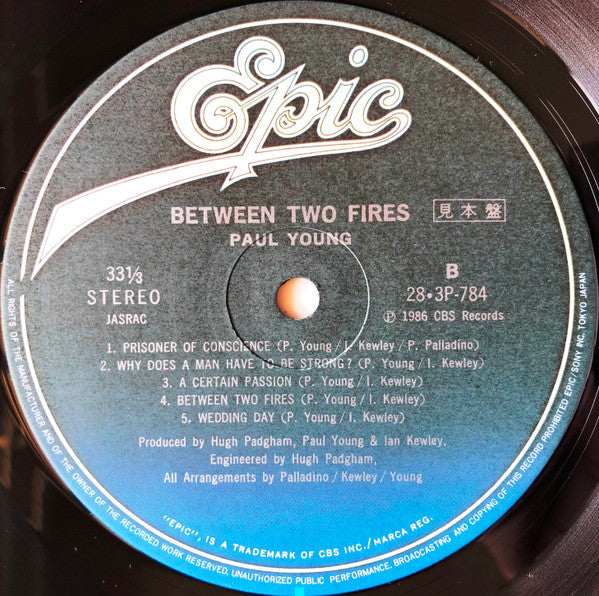 Epic
BETWEEN TWO FIRES 見本盤
PAUL YOUNG
33⅓
STEREO
JASRAC
B
28・3P-784
Ⓟ 1986 CBS Records
1. PRISONER OF CONSCIENCE (P. Young/I. Kewley/P. Palladino)
2. WHY DOES A MAN HAVE TO BE STRONG? (P. Young/I. Kewley)
3. A CERTAIN PASSION (P. Young/I. Kewley)
4. BETWEEN TWO FIRES (P. Young/I. Kewley)
5. WEDDING DAY (P. Young/I. Kewley)
Produced by Hugh Padgham, Paul Young & Ian Kewley,
Engineered by Hugh Padgham,
All Arrangements by Palladino/Kewley/Young
"EPIC", IS A TRADEMARK OF CBS INC./MARCA REG.
ALL RIGHTS OF THE MANUFACTURER AND OF THE OWNER OF THE RECORDED WORK RESERVED. UNAUTHORIZED PUBLIC PERFORMANCE, BROADCASTING AND COPYING OF THIS RECORD PROHIBITED EPIC/SONY INC. TOKYO JAPAN